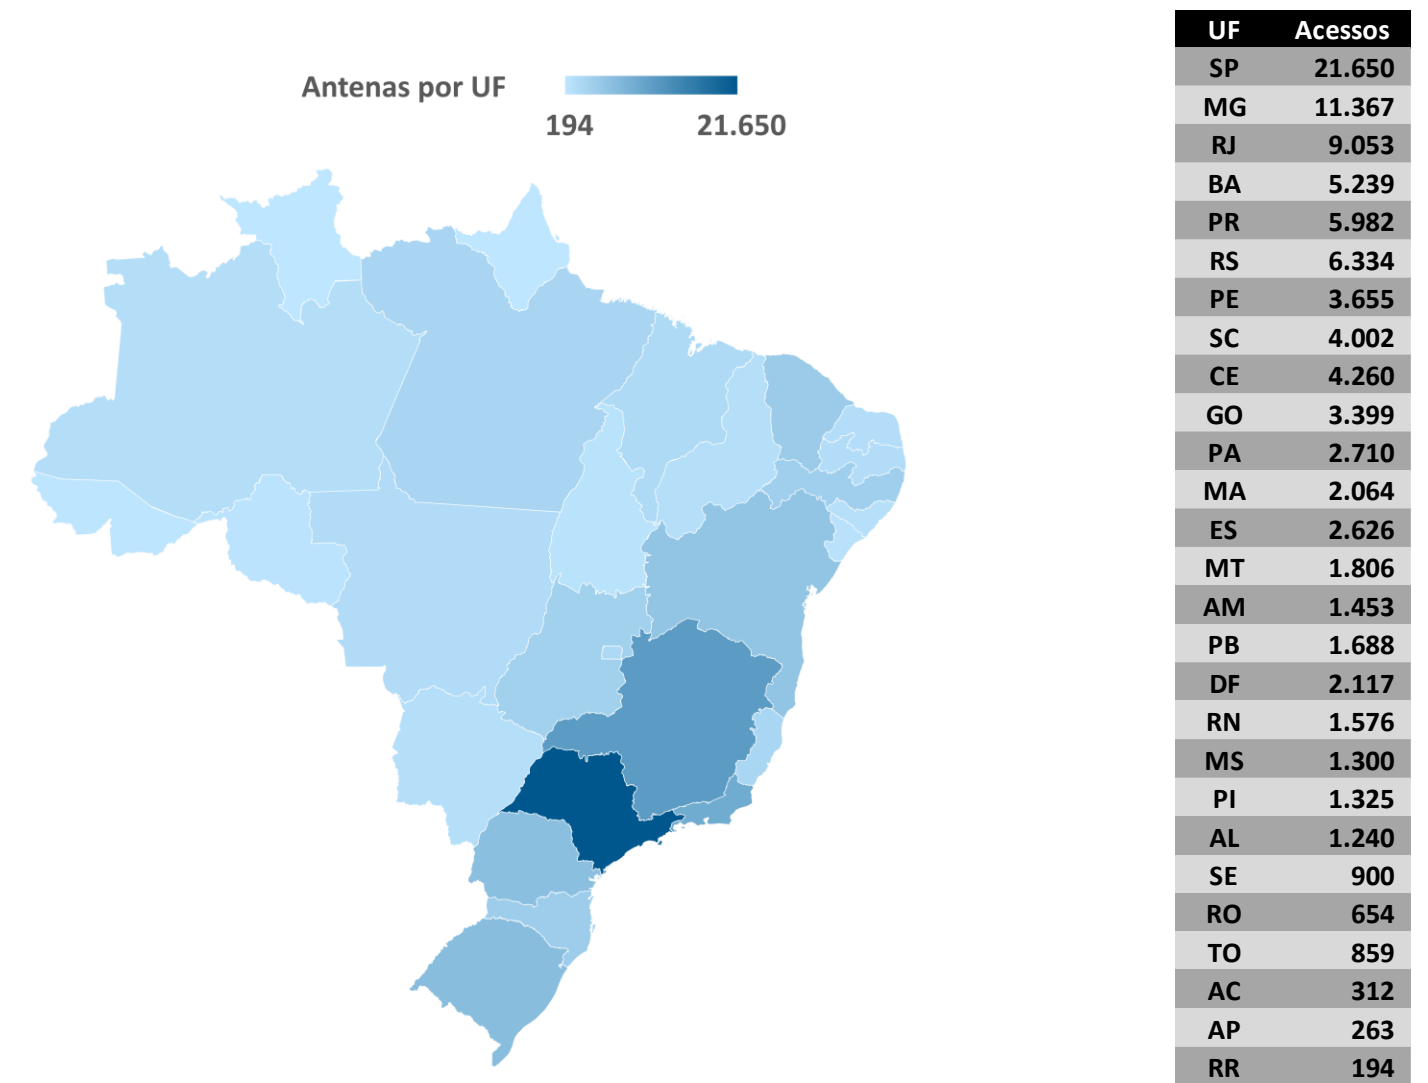 Antenas por UF
194 21.650
UF Acessos
SP 21.650
MG 11.367
RJ 9.053
BA 5.239
PR 5.982
RS 6.334
PE 3.655
SC 4.002
CE 4.260
GO 3.399
PA 2.710
MA 2.064
ES 2.626
MT 1.806
AM 1.453
PB 1.688
DF 2.117
RN 1.576
MS 1.300
PI 1.325
AL 1.240
SE 900
RO 654
TO 859
AC 312
AP 263
RR 194